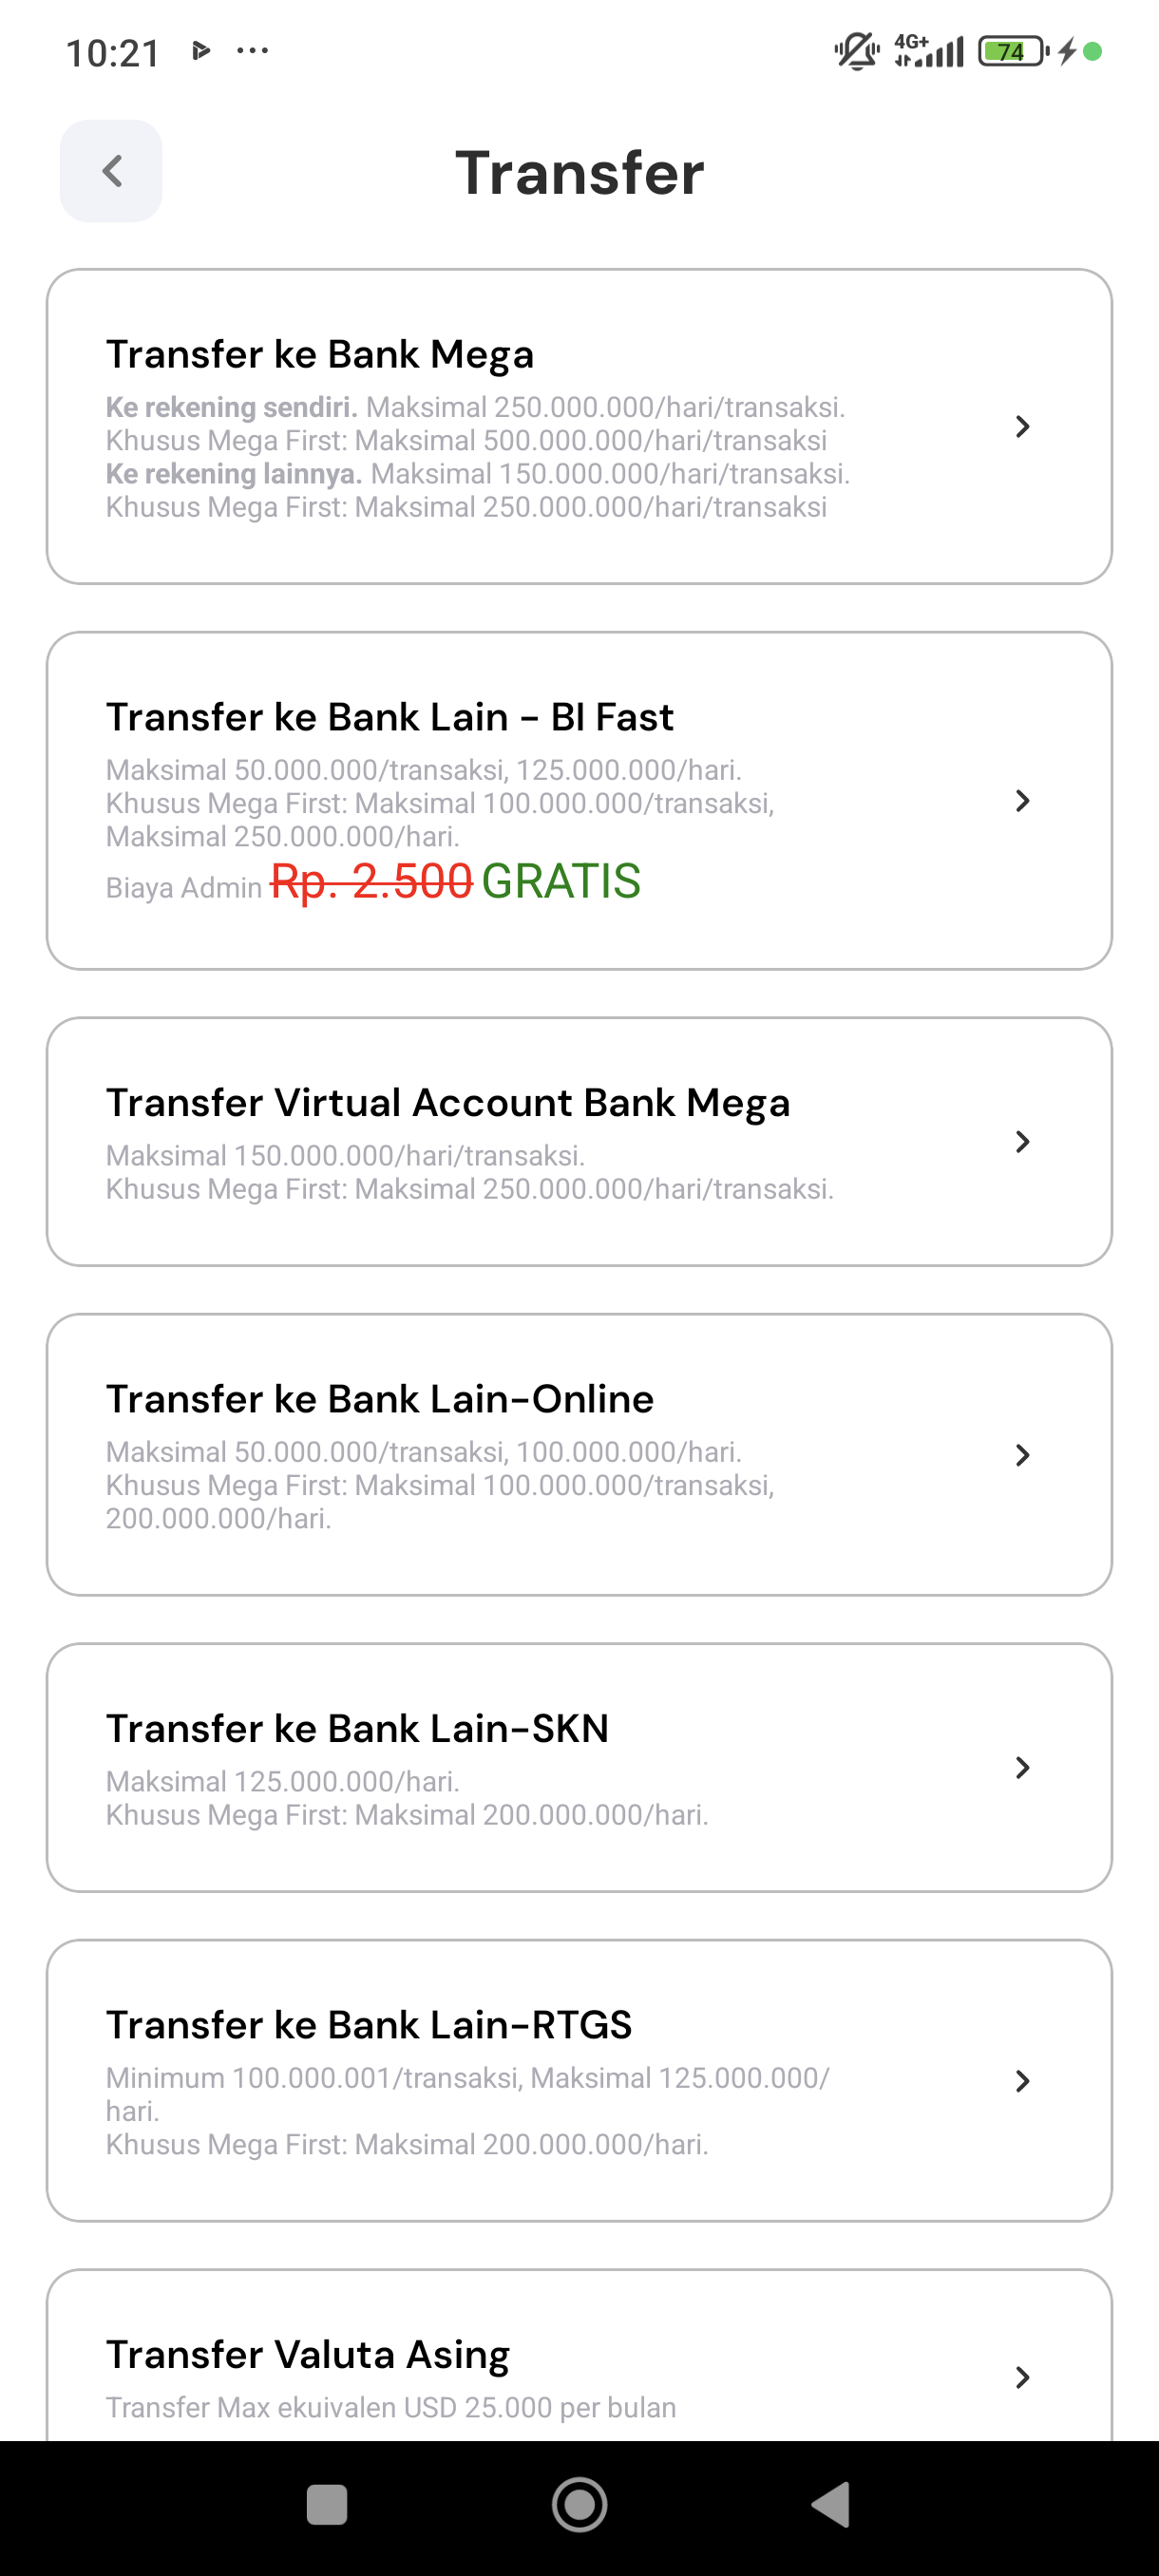 10:21
4G+
74
Transfer
Transfer ke Bank Mega
Ke rekening sendiri. Maksimal 250.000.000/hari/transaksi.
Khusus Mega First: Maksimal 500.000.000/hari/transaksi
Ke rekening lainnya. Maksimal 150.000.000/hari/transaksi.
Khusus Mega First: Maksimal 250.000.000/hari/transaksi
Transfer ke Bank Lain - BI Fast
Maksimal 50.000.000/transaksi, 125.000.000/hari.
Khusus Mega First: Maksimal 100.000.000/transaksi,
Maksimal 250.000.000/hari.
Biaya Admin Rp. 2.500 GRATIS
Transfer Virtual Account Bank Mega
Maksimal 150.000.000/hari/transaksi.
Khusus Mega First: Maksimal 250.000.000/hari/transaksi.
Transfer ke Bank Lain-Online
Maksimal 50.000.000/transaksi, 100.000.000/hari.
Khusus Mega First: Maksimal 100.000.000/transaksi,
200.000.000/hari.
Transfer ke Bank Lain-SKN
Maksimal 125.000.000/hari.
Khusus Mega First: Maksimal 200.000.000/hari.
Transfer ke Bank Lain-RTGS
Minimum 100.000.001/transaksi, Maksimal 125.000.000/
hari.
Khusus Mega First: Maksimal 200.000.000/hari.
Transfer Valuta Asing
Transfer Max ekuivalen USD 25.000 per bulan